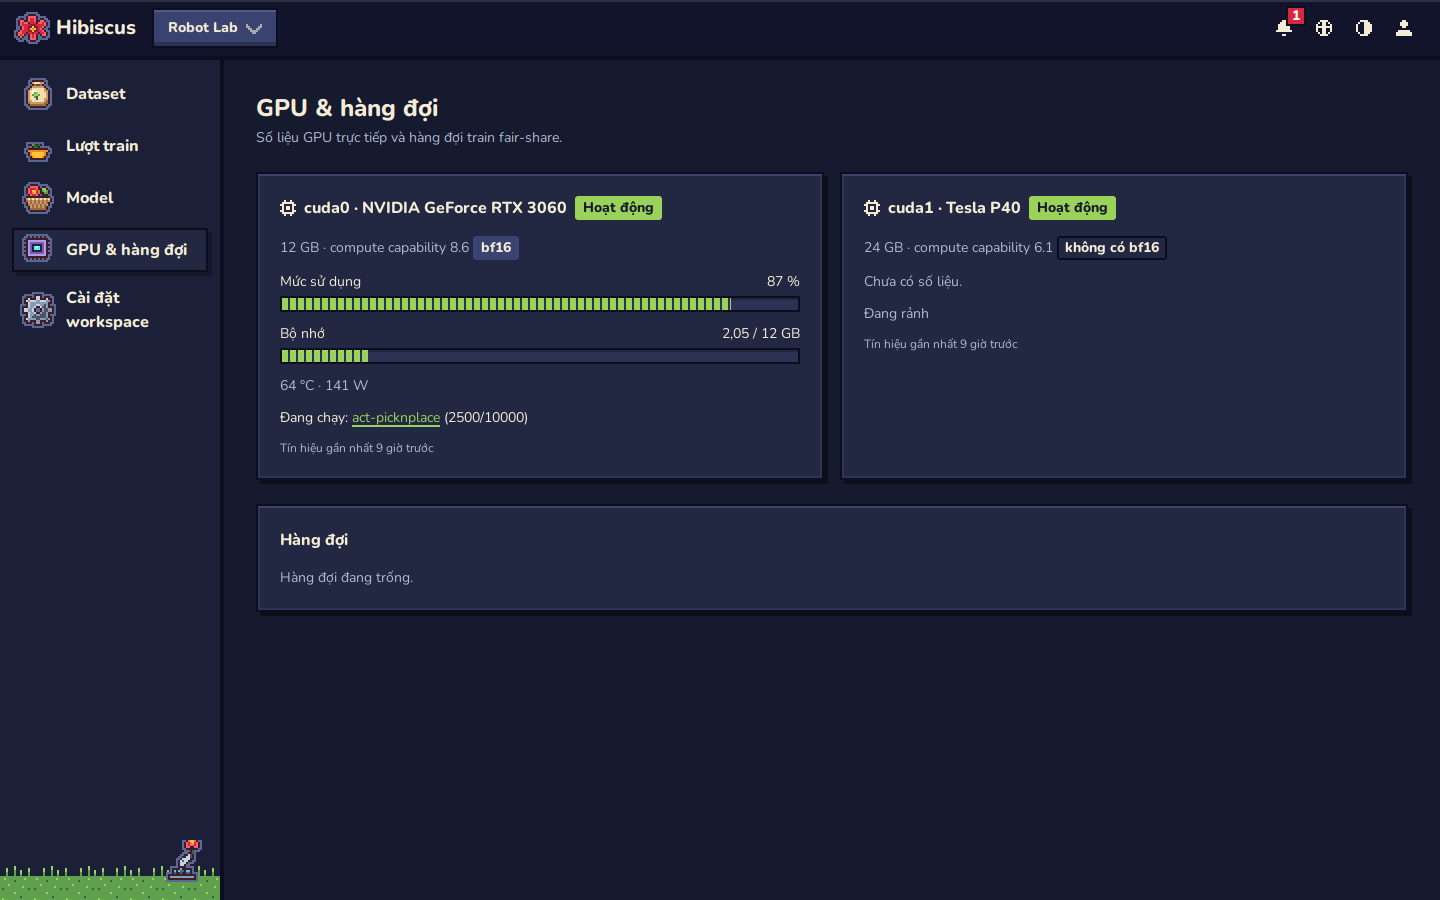 Hibiscus
Robot Lab
1
Dataset
Lượt train
Model
GPU & hàng đợi
Cài đặt
workspace
GPU & hàng đợi
Số liệu GPU trực tiếp và hàng đợi train fair-share.
cuda0 · NVIDIA GeForce RTX 3060 Hoạt động
12 GB · compute capability 8.6 bf16
Mức sử dụng 87 %
Bộ nhớ 2,05 / 12 GB
64 °C · 141 W
Đang chạy: act-picknplace (2500/10000)
Tín hiệu gần nhất 9 giờ trước
cuda1 · Tesla P40 Hoạt động
24 GB · compute capability 6.1 không có bf16
Chưa có số liệu.
Đang rảnh
Tín hiệu gần nhất 9 giờ trước
Hàng đợi
Hàng đợi đang trống.